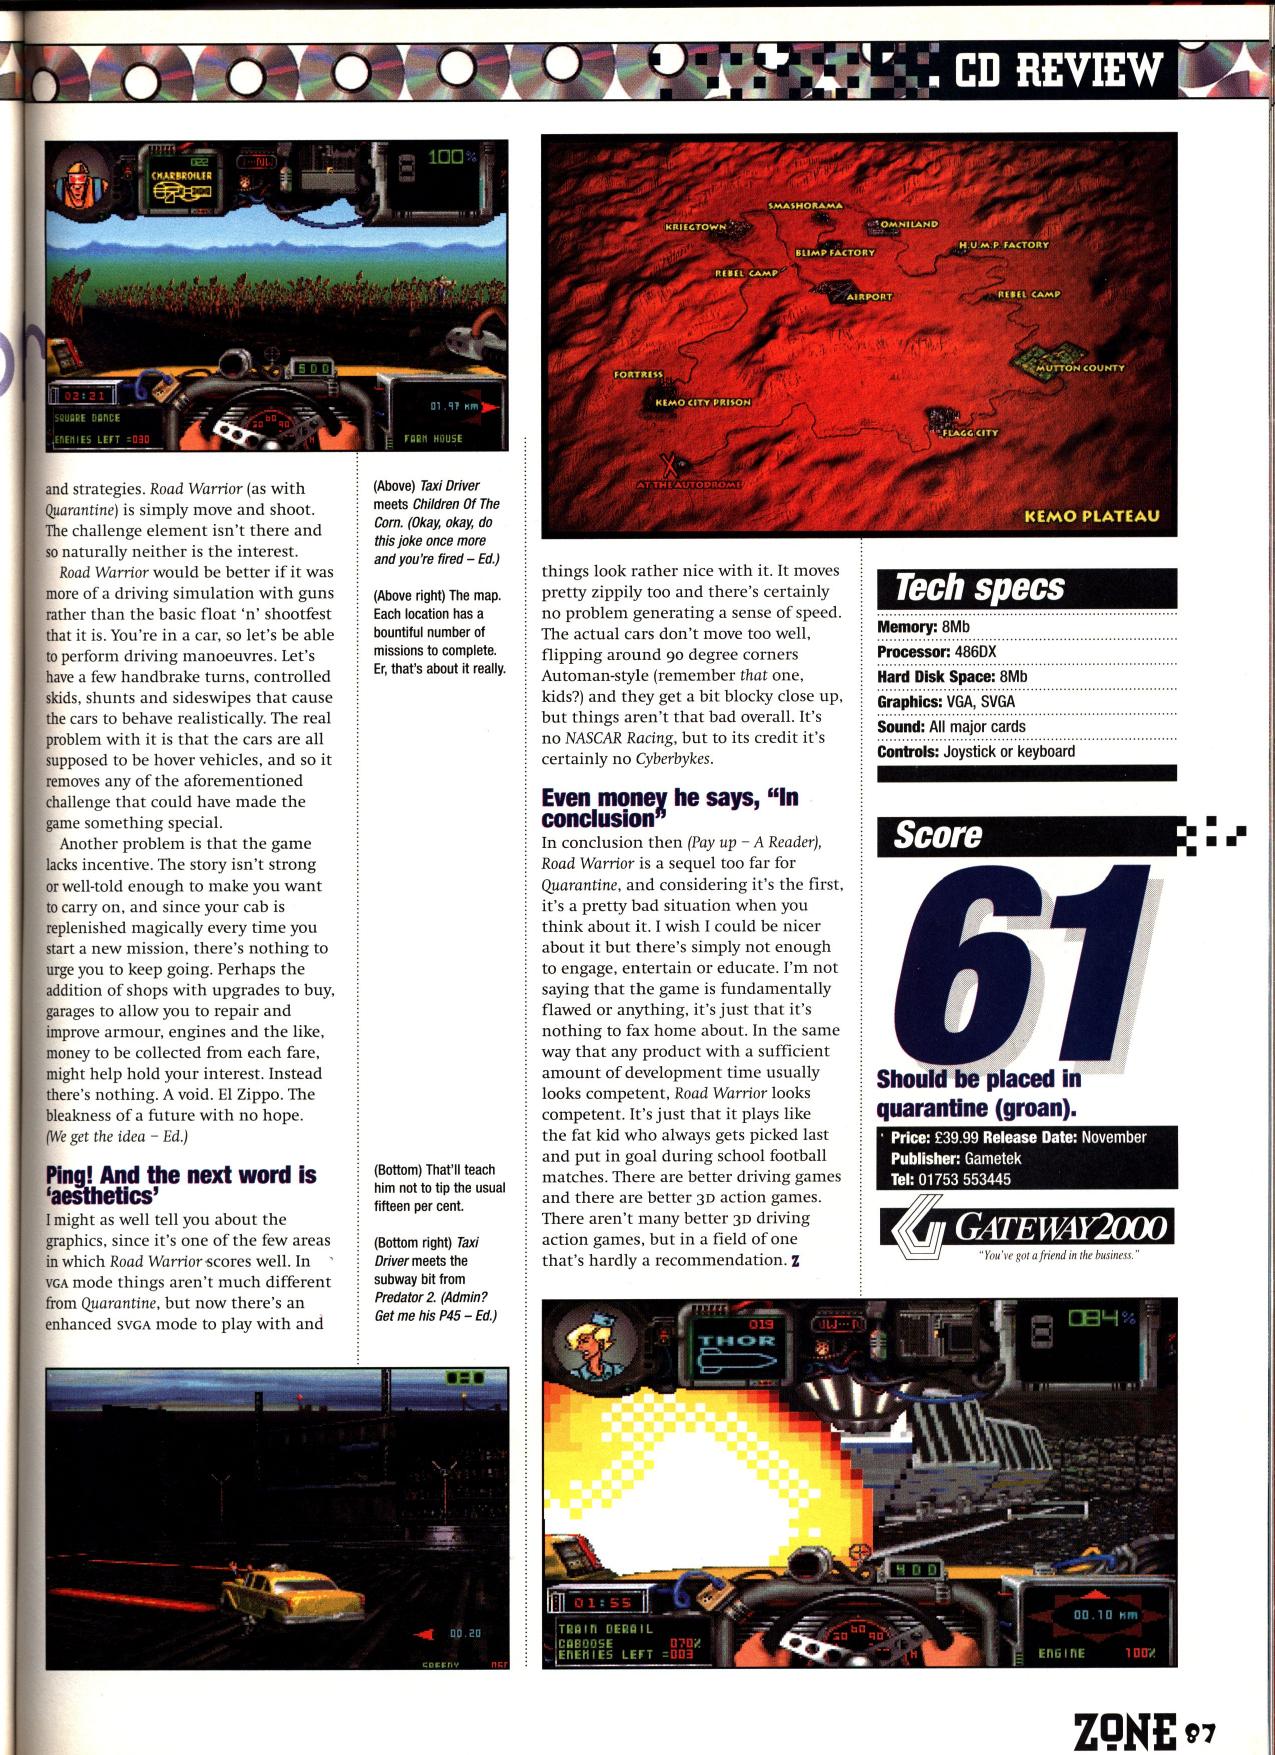 CD REVIEW
022
CHARBROILER
100%
500
02:21
SQUARE DANCE
ENEMIES LEFT =030
01.97 KM
FARM HOUSE
SMASHORAMA
KRIEGTOWN
OMNILAND
BLIMP FACTORY
H.U.M.P. FACTORY
REBEL CAMP
AIRPORT
REBEL CAMP
MUTTON COUNTY
FORTRESS
KEMO CITY PRISON
FLAGG CITY
AT THE AUTODROME
KEMO PLATEAU
and strategies. Road Warrior (as with
Quarantine) is simply move and shoot.
The challenge element isn't there and
so naturally neither is the interest.
Road Warrior would be better if it was
more of a driving simulation with guns
rather than the basic float 'n' shootfest
that it is. You're in a car, so let's be able
to perform driving manoeuvres. Let's
have a few handbrake turns, controlled
skids, shunts and sideswipes that cause
the cars to behave realistically. The real
problem with it is that the cars are all
supposed to be hover vehicles, and so it
removes any of the aforementioned
challenge that could have made the
game something special.
Another problem is that the game
lacks incentive. The story isn't strong
or well-told enough to make you want
to carry on, and since your cab is
replenished magically every time you
start a new mission, there's nothing to
urge you to keep going. Perhaps the
addition of shops with upgrades to buy,
garages to allow you to repair and
improve armour, engines and the like,
money to be collected from each fare,
might help hold your interest. Instead
there's nothing. A void. El Zippo. The
bleakness of a future with no hope.
(We get the idea – Ed.)
Ping! And the next word is
'aesthetics'
I might as well tell you about the
graphics, since it's one of the few areas
in which Road Warrior scores well. In
VGA mode things aren't much different
from Quarantine, but now there's an
enhanced SVGA mode to play with and
(Above) Taxi Driver
meets Children Of The
Corn. (Okay, okay, do
this joke once more
and you're fired – Ed.)
(Above right) The map.
Each location has a
bountiful number of
missions to complete.
Er, that's about it really.
(Bottom) That'll teach
him not to tip the usual
fifteen per cent.
(Bottom right) Taxi
Driver meets the
subway bit from
Predator 2. (Admin?
Get me his P45 – Ed.)
things look rather nice with it. It moves
pretty zippily too and there's certainly
no problem generating a sense of speed.
The actual cars don't move too well,
flipping around 90 degree corners
Automan-style (remember that one,
kids?) and they get a bit blocky close up,
but things aren't that bad overall. It's
no NASCAR Racing, but to its credit it's
certainly no Cyberbykes.
Even money he says, "In
conclusion"
In conclusion then (Pay up – A Reader),
Road Warrior is a sequel too far for
Quarantine, and considering it's the first,
it's a pretty bad situation when you
think about it. I wish I could be nicer
about it but there's simply not enough
to engage, entertain or educate. I'm not
saying that the game is fundamentally
flawed or anything, it's just that it's
nothing to fax home about. In the same
way that any product with a sufficient
amount of development time usually
looks competent, Road Warrior looks
competent. It's just that it plays like
the fat kid who always gets picked last
and put in goal during school football
matches. There are better driving games
and there are better 3D action games.
There aren't many better 3D driving
action games, but in a field of one
that's hardly a recommendation. Z
Tech specs
Memory: 8Mb
Processor: 486DX
Hard Disk Space: 8Mb
Graphics: VGA, SVGA
Sound: All major cards
Controls: Joystick or keyboard
Score
61
Should be placed in
quarantine (groan).
Price: £39.99 Release Date: November
Publisher: Gametek
Tel: 01753 553445
GATEWAY2000
"You've got a friend in the business."
00.20
019
THOR
084%
400
01:55
TRAIN DERAIL
CABOOSE 070%
ENEMIES LEFT =003
00.10 KM
ENGINE 100%
ZONE 87